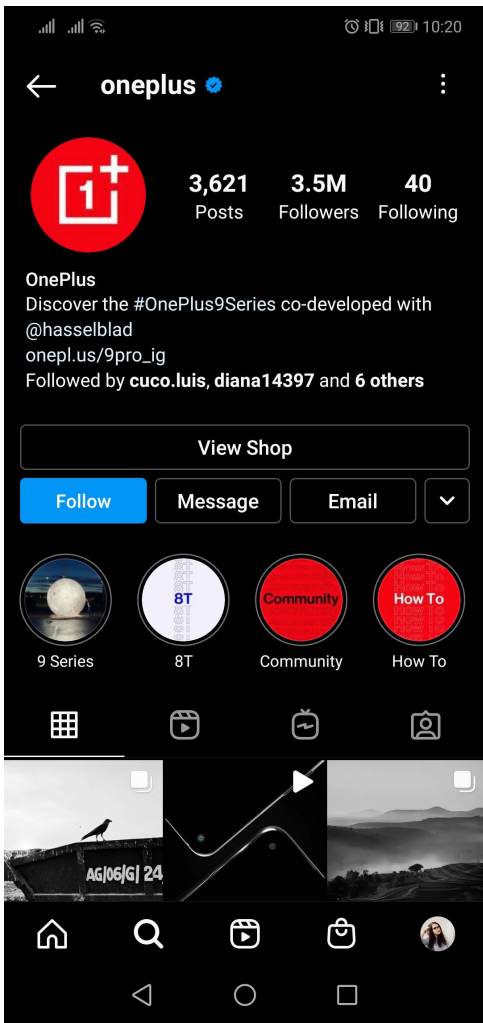 92 10:20
oneplus
1+
3,621 3.5M 40
Posts Followers Following
OnePlus
Discover the #OnePlus9Series co-developed with
@hasselblad
onepl.us/9pro_ig
Followed by cuco.luis, diana14397 and 6 others
View Shop
Follow Message Email
8T Community How To
9 Series 8T Community How To
AG/06/G/ 24